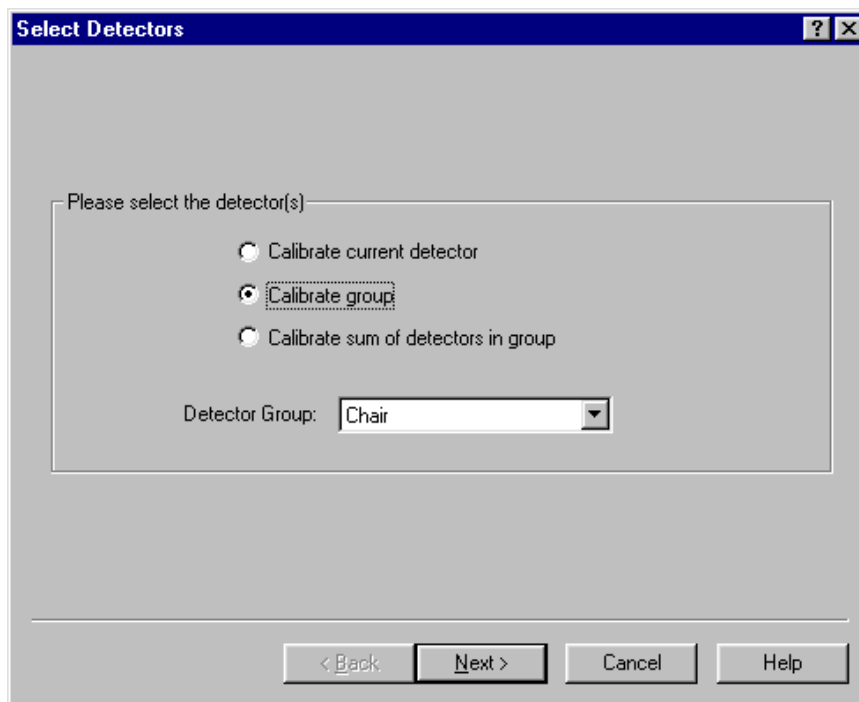 Select Detectors
Please select the detector(s)
Calibrate current detector
Calibrate group
Calibrate sum of detectors in group
Detector Group: Chair
< Back Next > Cancel Help